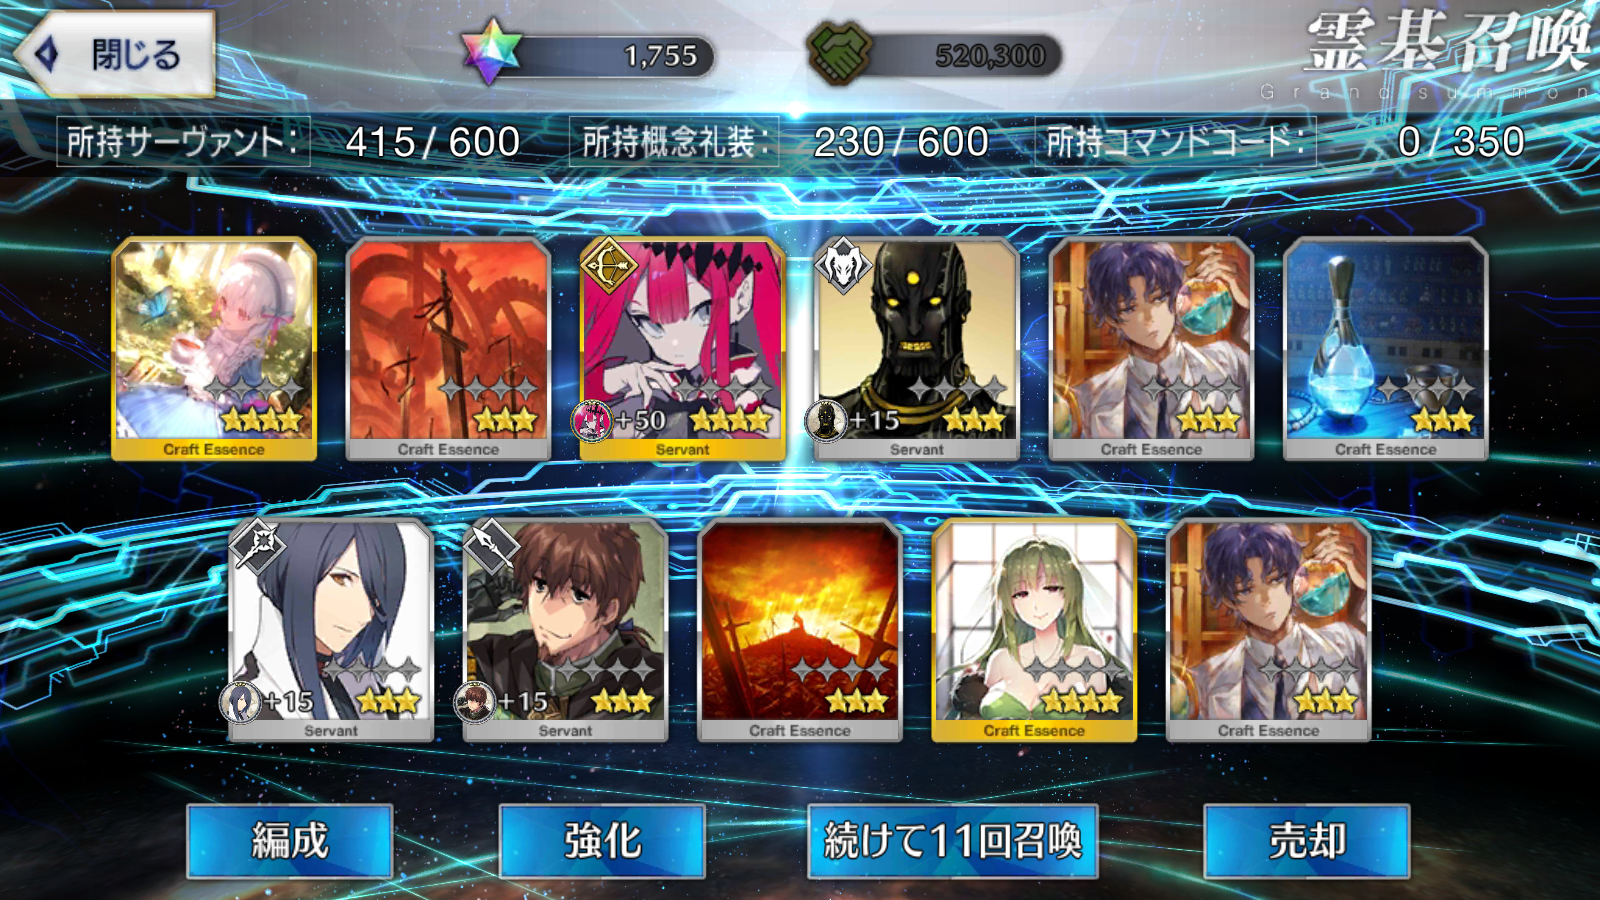 閉じる
1,755
520,300
霊基召喚
Grand summon
所持サーヴァント: 415 / 600
所持概念礼装: 230 / 600
所持コマンドコード: 0 / 350
Craft Essence
Craft Essence
+50
Servant
+15
Servant
Craft Essence
Craft Essence
+15
Servant
+15
Servant
Craft Essence
Craft Essence
Craft Essence
編成
強化
続けて11回召喚
売却